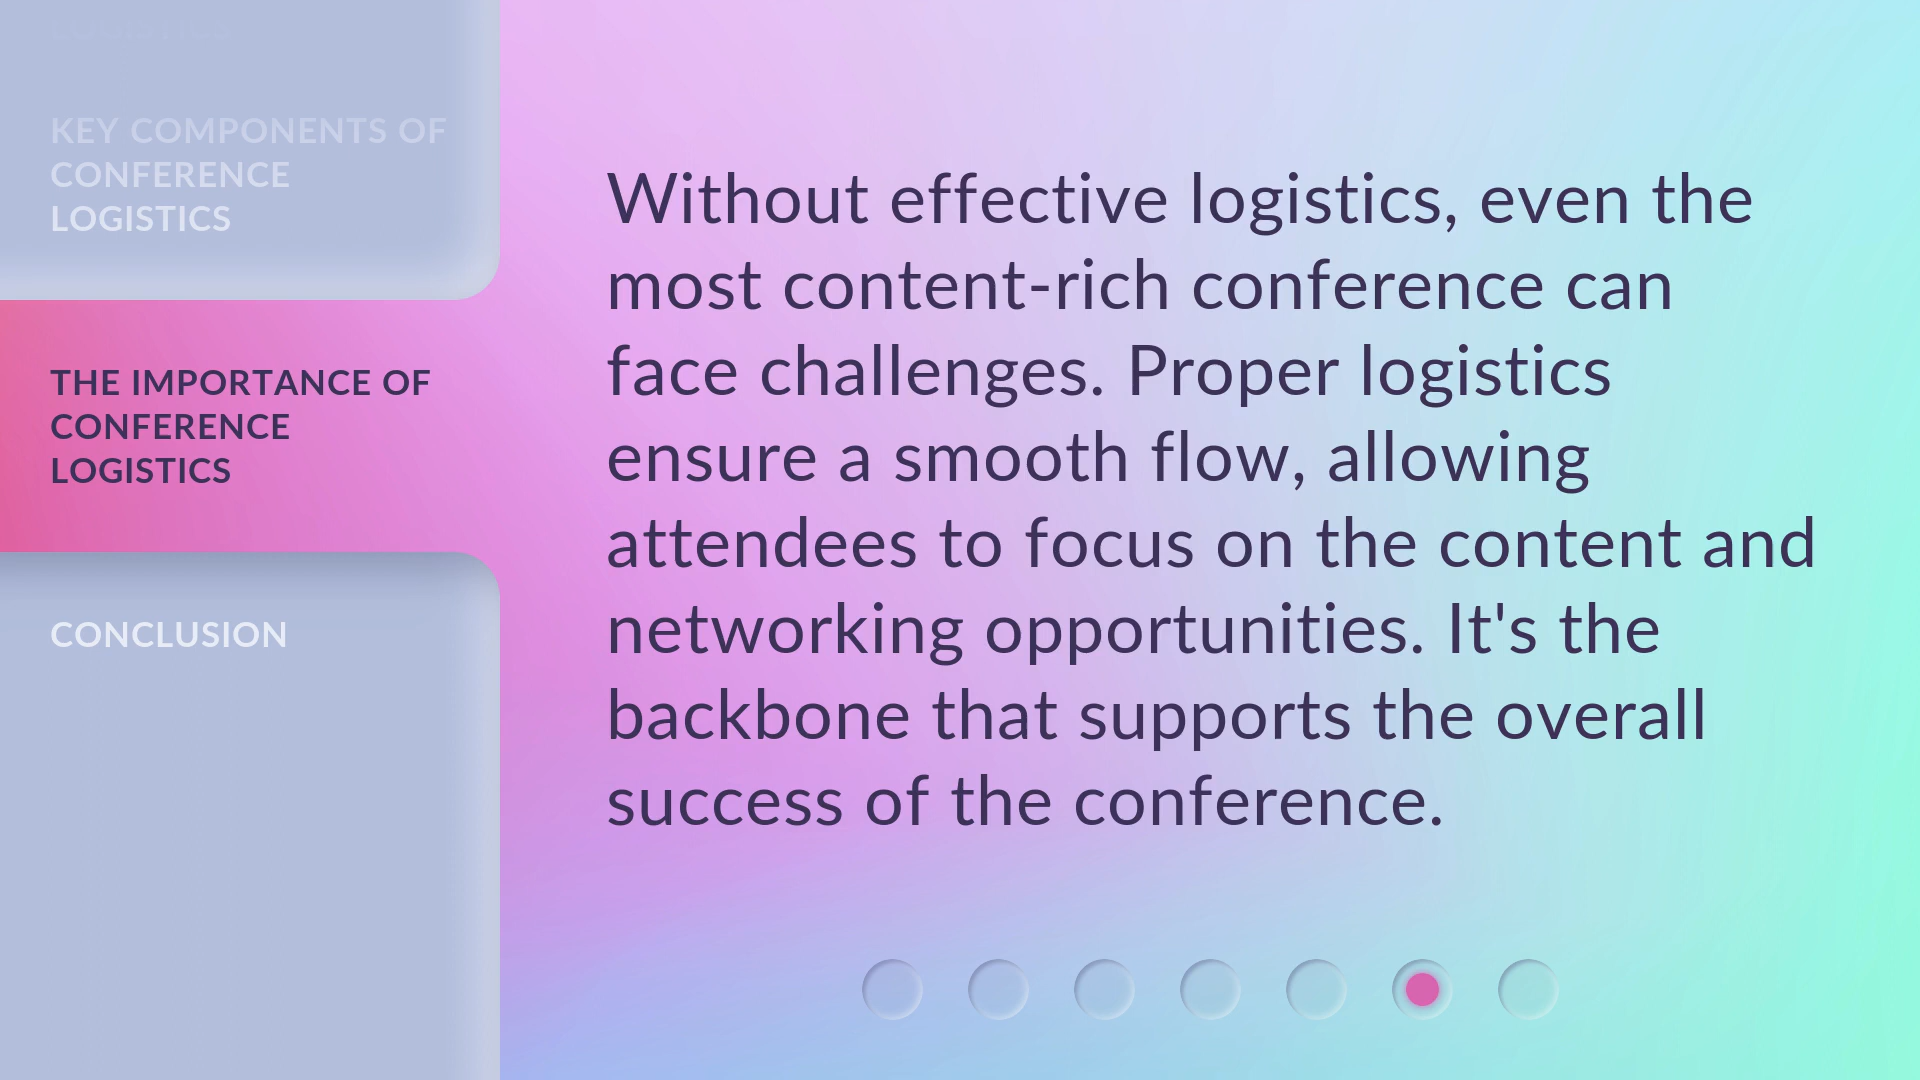 KEY COMPONENTS OF
CONFERENCE
LOGISTICS
THE IMPORTANCE OF
CONFERENCE
LOGISTICS
CONCLUSION
Without effective logistics, even the
most content-rich conference can
face challenges. Proper logistics
ensure a smooth flow, allowing
attendees to focus on the content and
networking opportunities. It's the
backbone that supports the overall
success of the conference.